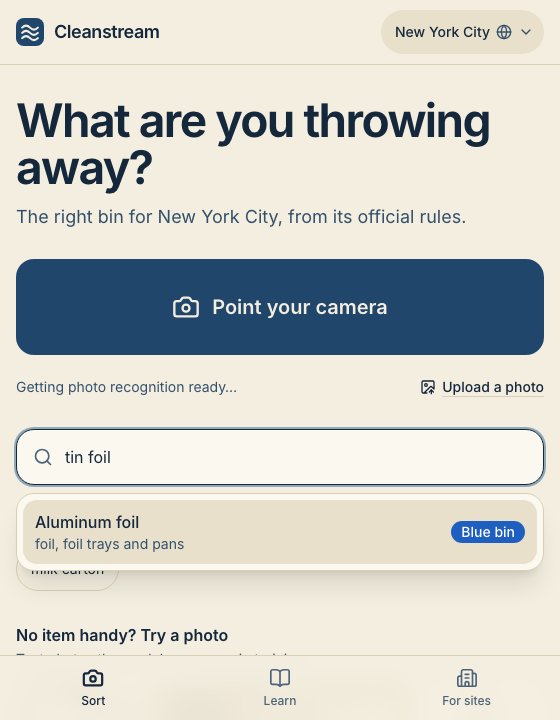 Cleanstream
New York City
What are you throwing
away?
The right bin for New York City, from its official rules.
Point your camera
Getting photo recognition ready...
Upload a photo
tin foil
Aluminum foil
foil, foil trays and pans
Blue bin
milk carton
No item handy? Try a photo
Sort
Learn
For sites